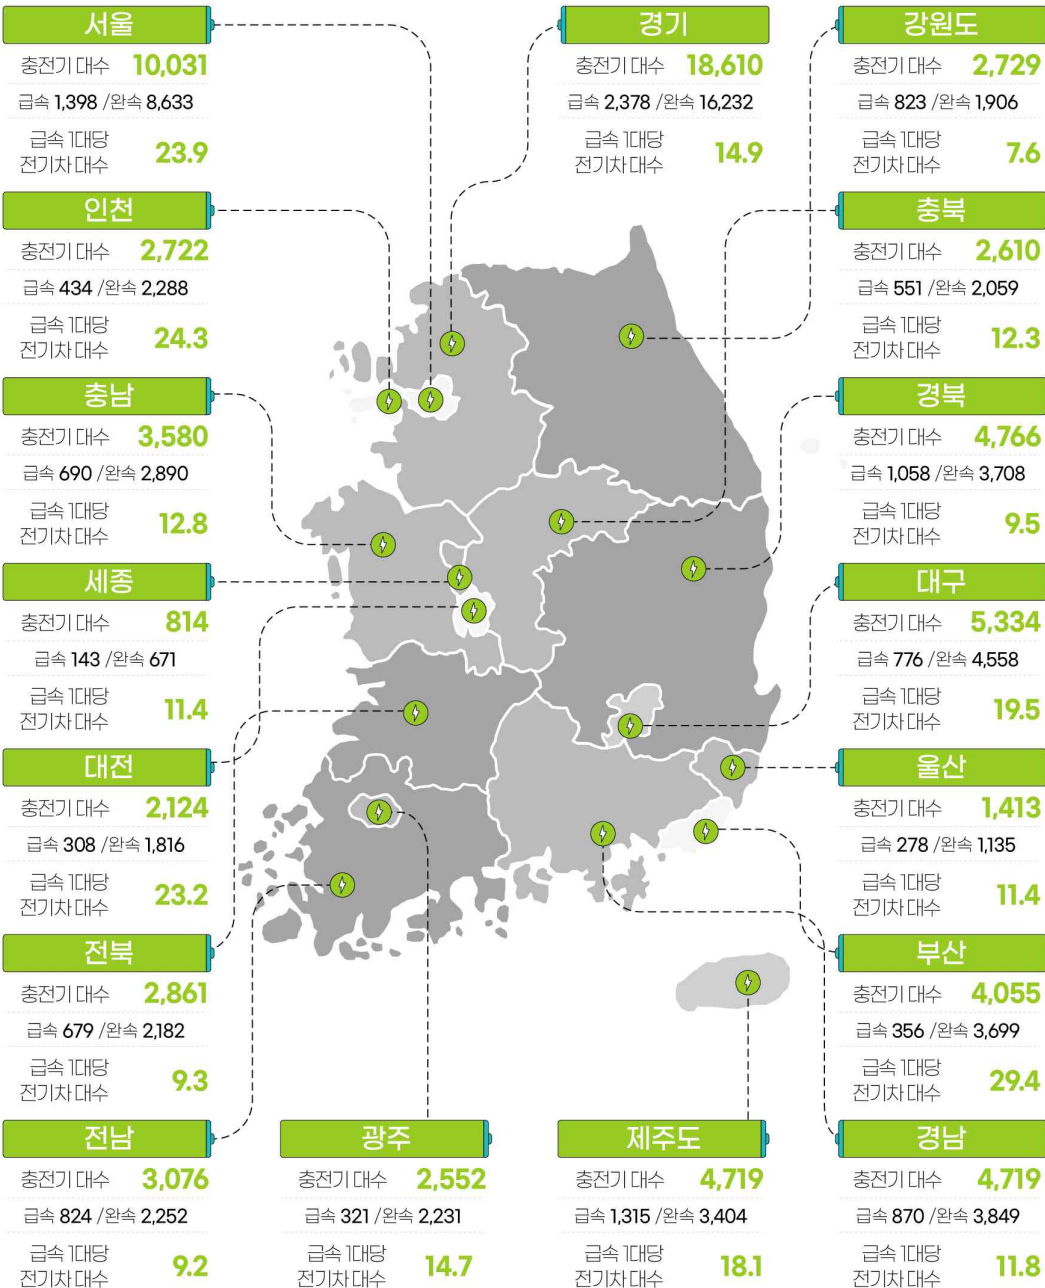 서울
충전기 대수 10,031
급속 1,398 /완속 8,633
급속 1대당
전기차 대수 23.9
경기
충전기 대수 18,610
급속 2,378 /완속 16,232
급속 1대당
전기차 대수 14.9
강원도
충전기 대수 2,729
급속 823 /완속 1,906
급속 1대당
전기차 대수 7.6
인천
충전기 대수 2,722
급속 434 /완속 2,288
급속 1대당
전기차 대수 24.3
충북
충전기 대수 2,610
급속 551 /완속 2,059
급속 1대당
전기차 대수 12.3
충남
충전기 대수 3,580
급속 690 /완속 2,890
급속 1대당
전기차 대수 12.8
경북
충전기 대수 4,766
급속 1,058 /완속 3,708
급속 1대당
전기차 대수 9.5
세종
충전기 대수 814
급속 143 /완속 671
급속 1대당
전기차 대수 11.4
대구
충전기 대수 5,334
급속 776 /완속 4,558
급속 1대당
전기차 대수 19.5
대전
충전기 대수 2,124
급속 308 /완속 1,816
급속 1대당
전기차 대수 23.2
울산
충전기 대수 1,413
급속 278 /완속 1,135
급속 1대당
전기차 대수 11.4
전북
충전기 대수 2,861
급속 679 /완속 2,182
급속 1대당
전기차 대수 9.3
부산
충전기 대수 4,055
급속 356 /완속 3,699
급속 1대당
전기차 대수 29.4
전남
충전기 대수 3,076
급속 824 /완속 2,252
급속 1대당
전기차 대수 9.2
광주
충전기 대수 2,552
급속 321 /완속 2,231
급속 1대당
전기차 대수 14.7
제주도
충전기 대수 4,719
급속 1,315 /완속 3,404
급속 1대당
전기차 대수 18.1
경남
충전기 대수 4,719
급속 870 /완속 3,849
급속 1대당
전기차 대수 11.8